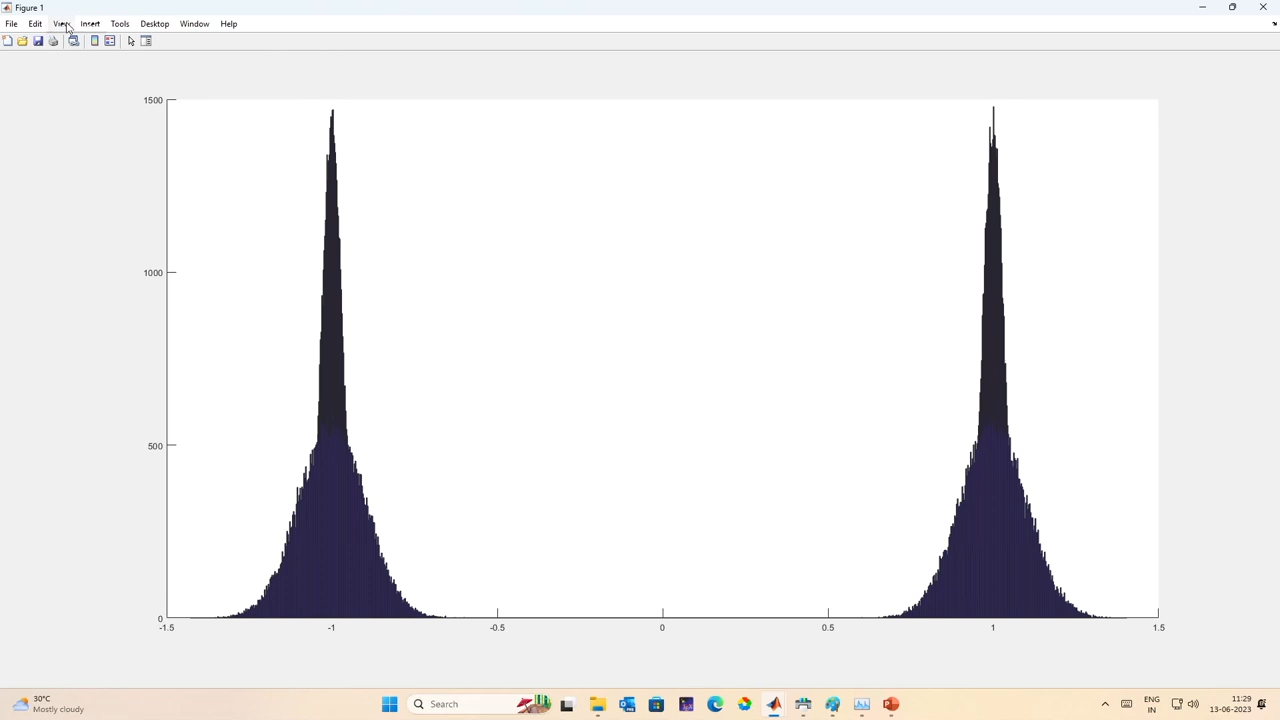 Figure 1
File Edit View Insert Tools Desktop Window Help
1500
1000
500
0
-1.5 -1 -0.5 0 0.5 1 1.5
30°C
Mostly cloudy
Search
ENG
IN
11:29
13-06-2023